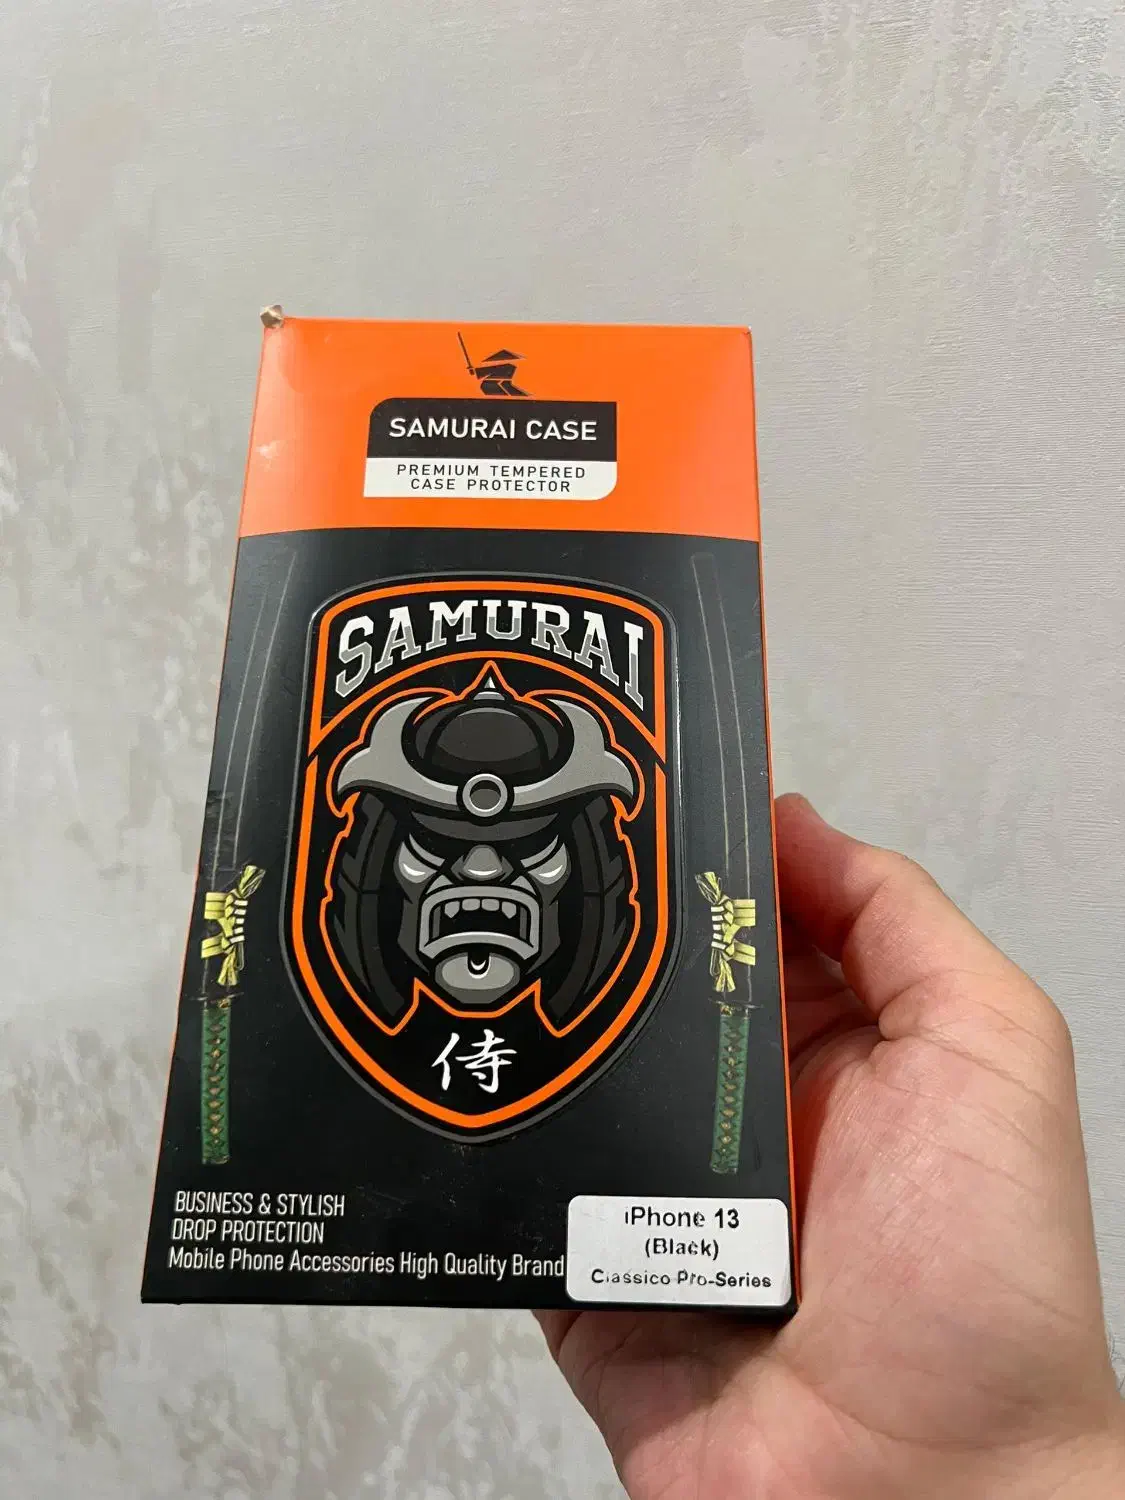 SAMURAI CASE
PREMIUM TEMPERED
CASE PROTECTOR
SAMURAI
侍
BUSINESS & STYLISH
DROP PROTECTION
Mobile Phone Accessories High Quality Brand
iPhone 13
(Black)
Classico Pro-Series